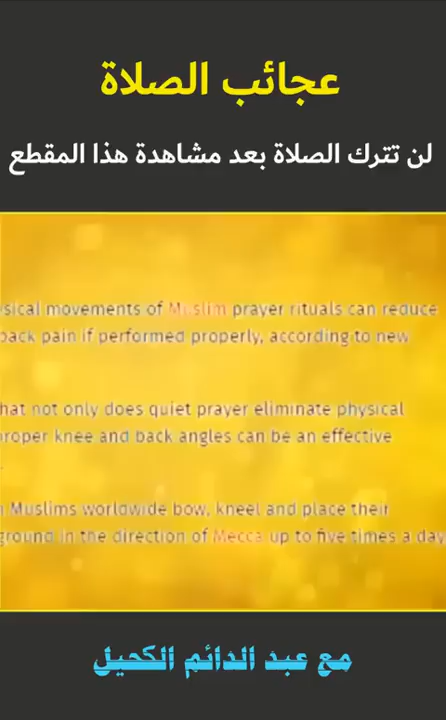 عجائب الصلاة
لن تترك الصلاة بعد مشاهدة هذا المقطع
sical movements of Muslim prayer rituals can reduce
back pain if performed properly, according to new
hat not only does quiet prayer eliminate physical
proper knee and back angles can be an effective
.
n Muslims worldwide bow, kneel and place their
ground in the direction of Mecca up to five times a day
مع عبد الدائم الكحيل